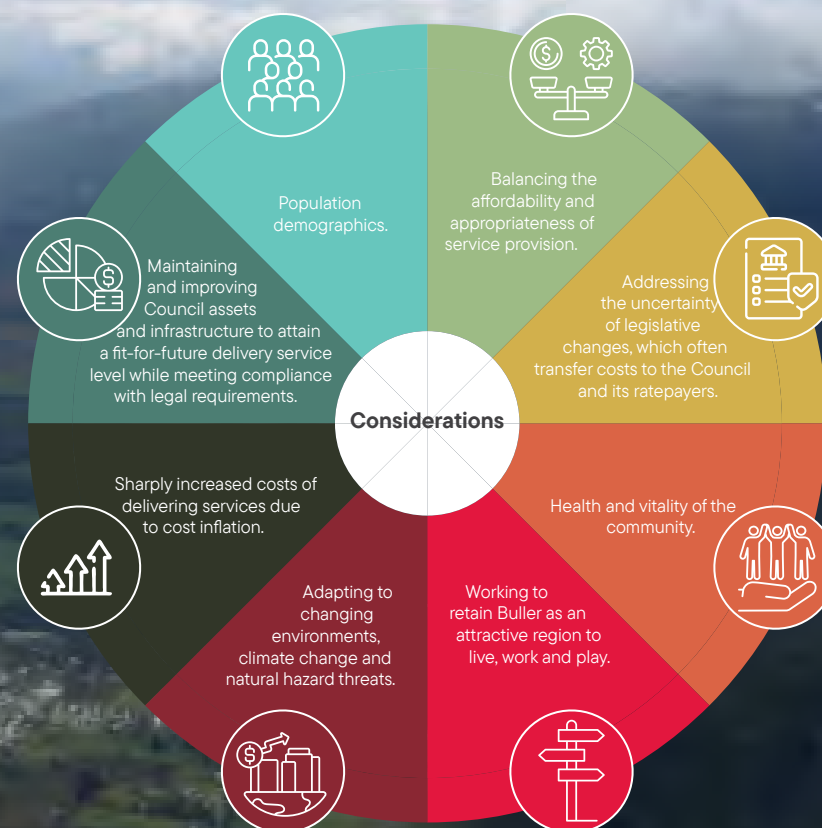 Population
demographics.
Balancing the
affordability and
appropriateness of
service provision.
Addressing
the uncertainty
of legislative
changes, which often
transfer costs to the Council
and its ratepayers.
Health and vitality of the
community.
Working to
retain Buller as an
attractive region to
live, work and play.
Adapting to
changing
environments,
climate change and
natural hazard threats.
Sharply increased costs of
delivering services due
to cost inflation.
Maintaining
and improving
Council assets
and infrastructure to attain
a fit-for-future delivery service
level while meeting compliance
with legal requirements.
Considerations
$
$
$